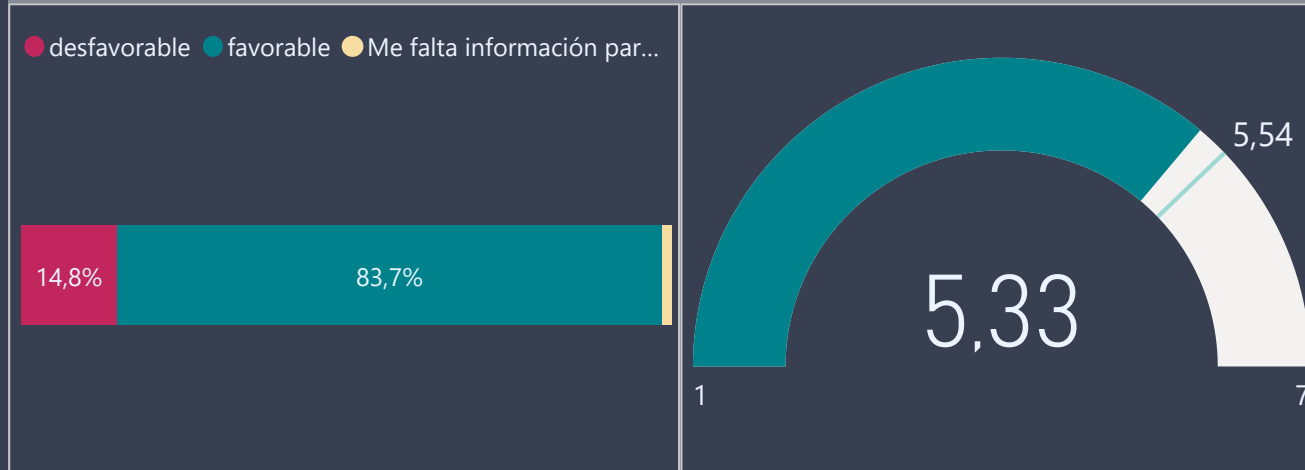 desfavorable favorable Me falta información par...
14,8% 83,7%
5,54
5,33
1 7